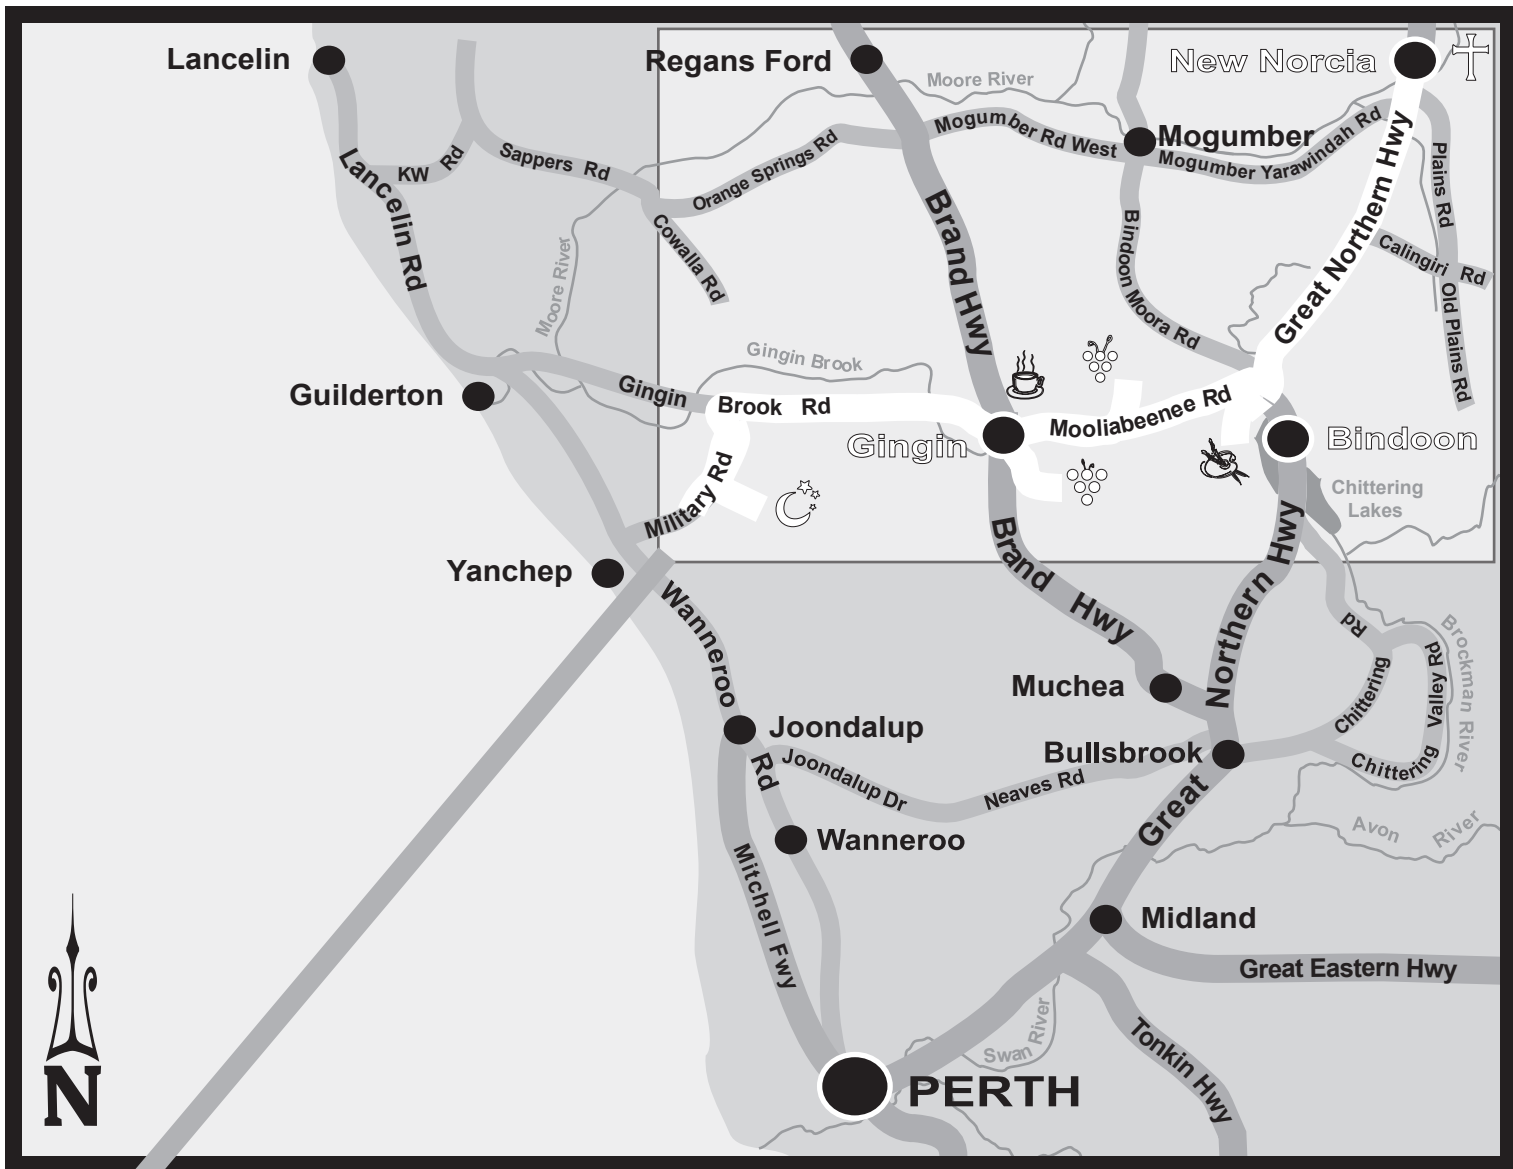 Lancelin
Regans Ford
New Norcia
Moore River
Mogumber Rd West
Mogumber
Mogumber Yarawindah Rd
KW Rd
Sappers Rd
Orange Springs Rd
Lancelin Rd
Cowalla Rd
Moore River
Brand Hwy
Bindoon Moora Rd
Great Northern Hwy
Plains Rd
Calingiri Rd
Old Plains Rd
Gingin Brook
Guilderton
Gingin Brook Rd
Mooliabeenee Rd
Gingin
Bindoon
Military Rd
Chittering
Lakes
Yanchep
Brand Hwy
Great Northern Hwy
Wanneroo Rd
Chittering Rd
Chittering Valley Rd
Brockman River
Muchea
Joondalup
Bullsbrook
Joondalup Dr
Neaves Rd
Wanneroo
Avon River
Mitchell Fwy
Midland
Great Eastern Hwy
Swan River
Tonkin Hwy
PERTH
N